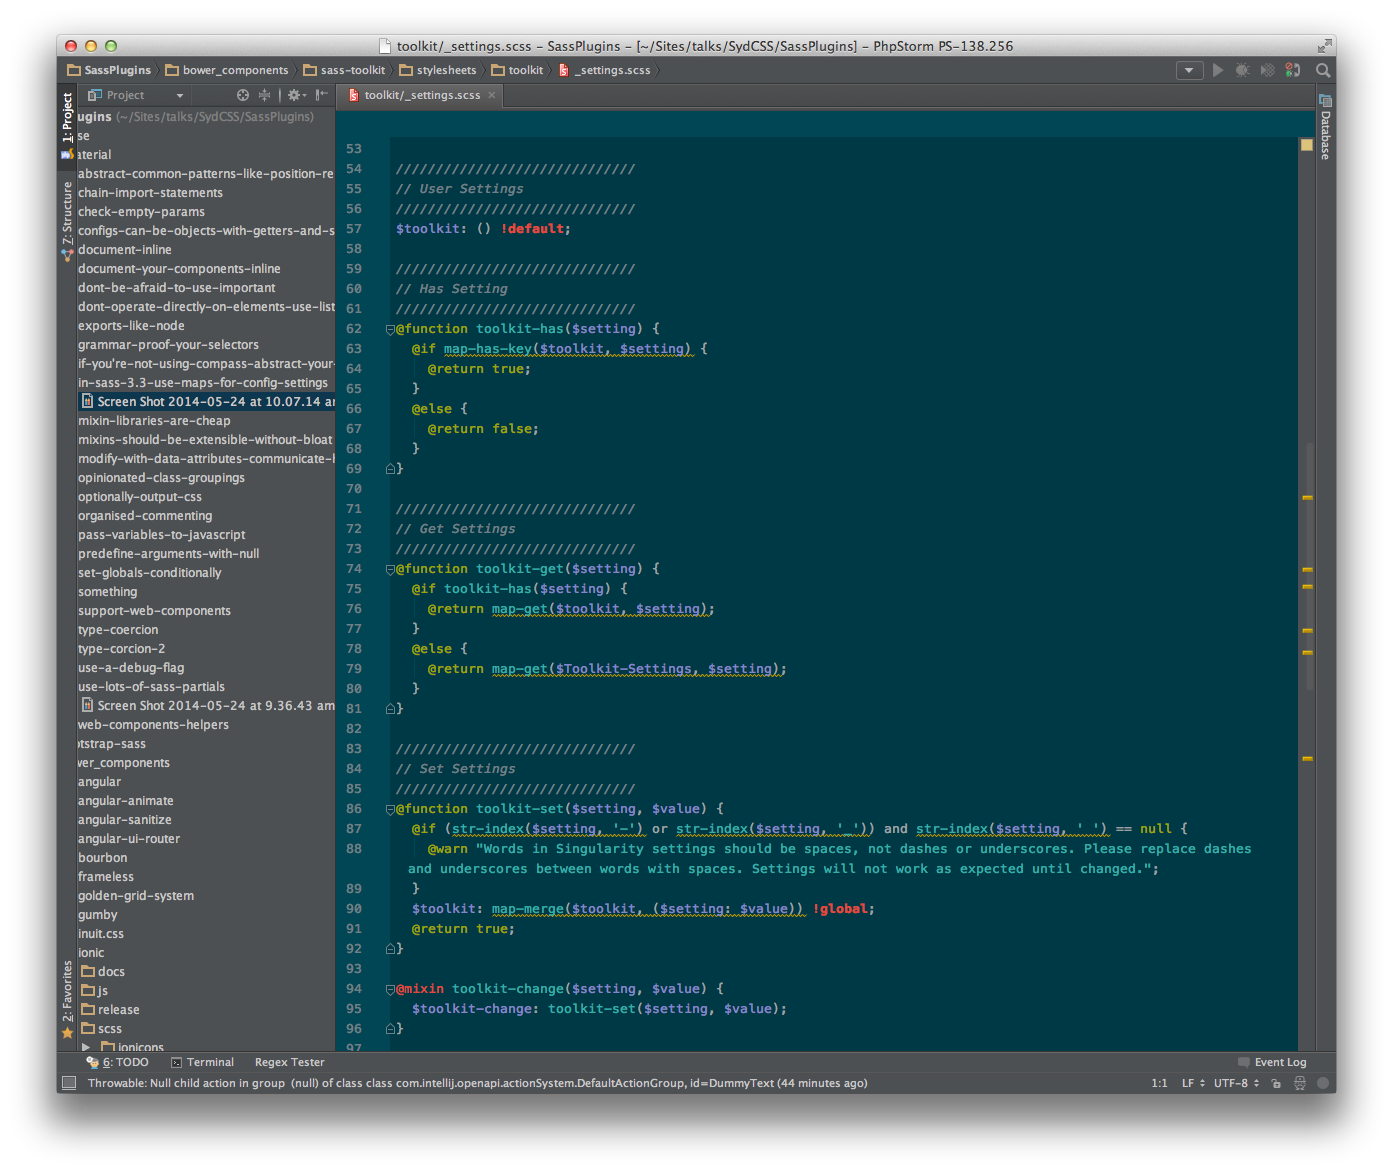 toolkit/_settings.scss – SassPlugins – [~/Sites/talks/SydCSS/SassPlugins] – PhpStorm PS-138.256
SassPlugins bower_components sass-toolkit stylesheets toolkit _settings.scss
1: Project
Z: Structure
2: Favorites
Project
ugins (~/Sites/talks/SydCSS/SassPlugins)
se
aterial
abstract-common-patterns-like-position-re
chain-import-statements
check-empty-params
configs-can-be-objects-with-getters-and-s
document-inline
document-your-components-inline
dont-be-afraid-to-use-important
dont-operate-directly-on-elements-use-list
exports-like-node
grammar-proof-your-selectors
if-you're-not-using-compass-abstract-your-
in-sass-3.3-use-maps-for-config-settings
Screen Shot 2014-05-24 at 10.07.14 ar
mixin-libraries-are-cheap
mixins-should-be-extensible-without-bloat
modify-with-data-attributes-communicate-
opinionated-class-groupings
optionally-output-css
organised-commenting
pass-variables-to-javascript
predefine-arguments-with-null
set-globals-conditionally
something
support-web-components
type-coercion
type-corcion-2
use-a-debug-flag
use-lots-of-sass-partials
Screen Shot 2014-05-24 at 9.36.43 am
web-components-helpers
tstrap-sass
ver_components
angular
angular-animate
angular-sanitize
angular-ui-router
bourbon
frameless
golden-grid-system
gumby
inuit.css
ionic
docs
js
release
scss
ionicons
toolkit/_settings.scss
53
54 //////////////////////////////
55 // User Settings
56 //////////////////////////////
57 $toolkit: () !default;
58
59 //////////////////////////////
60 // Has Setting
61 //////////////////////////////
62 @function toolkit-has($setting) {
63 @if map-has-key($toolkit, $setting) {
64 @return true;
65 }
66 @else {
67 @return false;
68 }
69 }
70
71 //////////////////////////////
72 // Get Settings
73 //////////////////////////////
74 @function toolkit-get($setting) {
75 @if toolkit-has($setting) {
76 @return map-get($toolkit, $setting);
77 }
78 @else {
79 @return map-get($Toolkit-Settings, $setting);
80 }
81 }
82
83 //////////////////////////////
84 // Set Settings
85 //////////////////////////////
86 @function toolkit-set($setting, $value) {
87 @if (str-index($setting, '-') or str-index($setting, '_')) and str-index($setting, ' ') == null {
88 @warn "Words in Singularity settings should be spaces, not dashes or underscores. Please replace dashes
and underscores between words with spaces. Settings will not work as expected until changed.";
89 }
90 $toolkit: map-merge($toolkit, ($setting: $value)) !global;
91 @return true;
92 }
93
94 @mixin toolkit-change($setting, $value) {
95 $toolkit-change: toolkit-set($setting, $value);
96 }
97
Database
6: TODO Terminal Regex Tester Event Log
Throwable: Null child action in group (null) of class class com.intellij.openapi.actionSystem.DefaultActionGroup, id=DummyText (44 minutes ago) 1:1 LF UTF-8